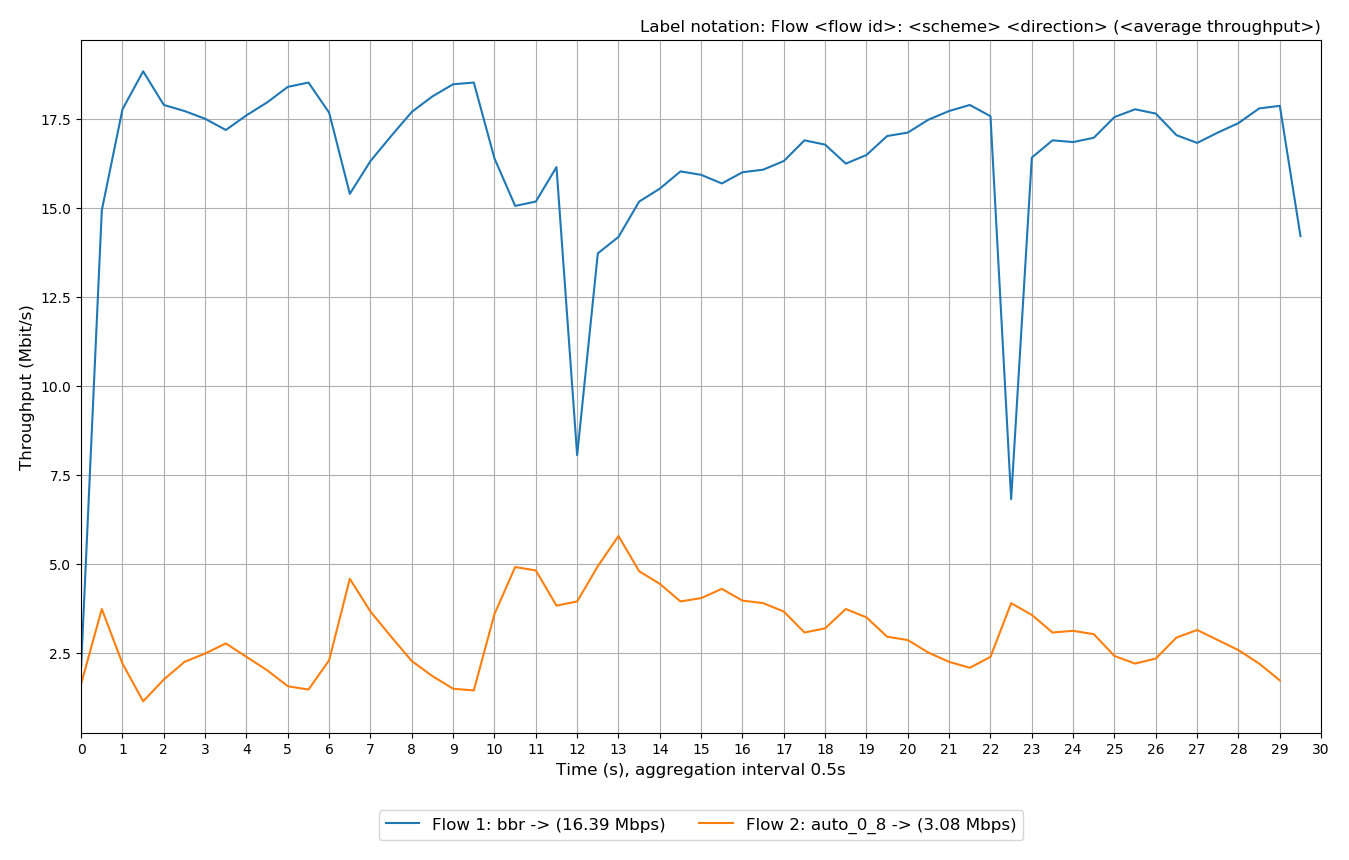 Label notation: Flow <flow id>: <scheme> <direction> (<average throughput>)
17.5
15.0
12.5
10.0
7.5
5.0
2.5
Throughput (Mbit/s)
0 1 2 3 4 5 6 7 8 9 10 11 12 13 14 15 16 17 18 19 20 21 22 23 24 25 26 27 28 29 30
Time (s), aggregation interval 0.5s
Flow 1: bbr -> (16.39 Mbps) Flow 2: auto_0_8 -> (3.08 Mbps)